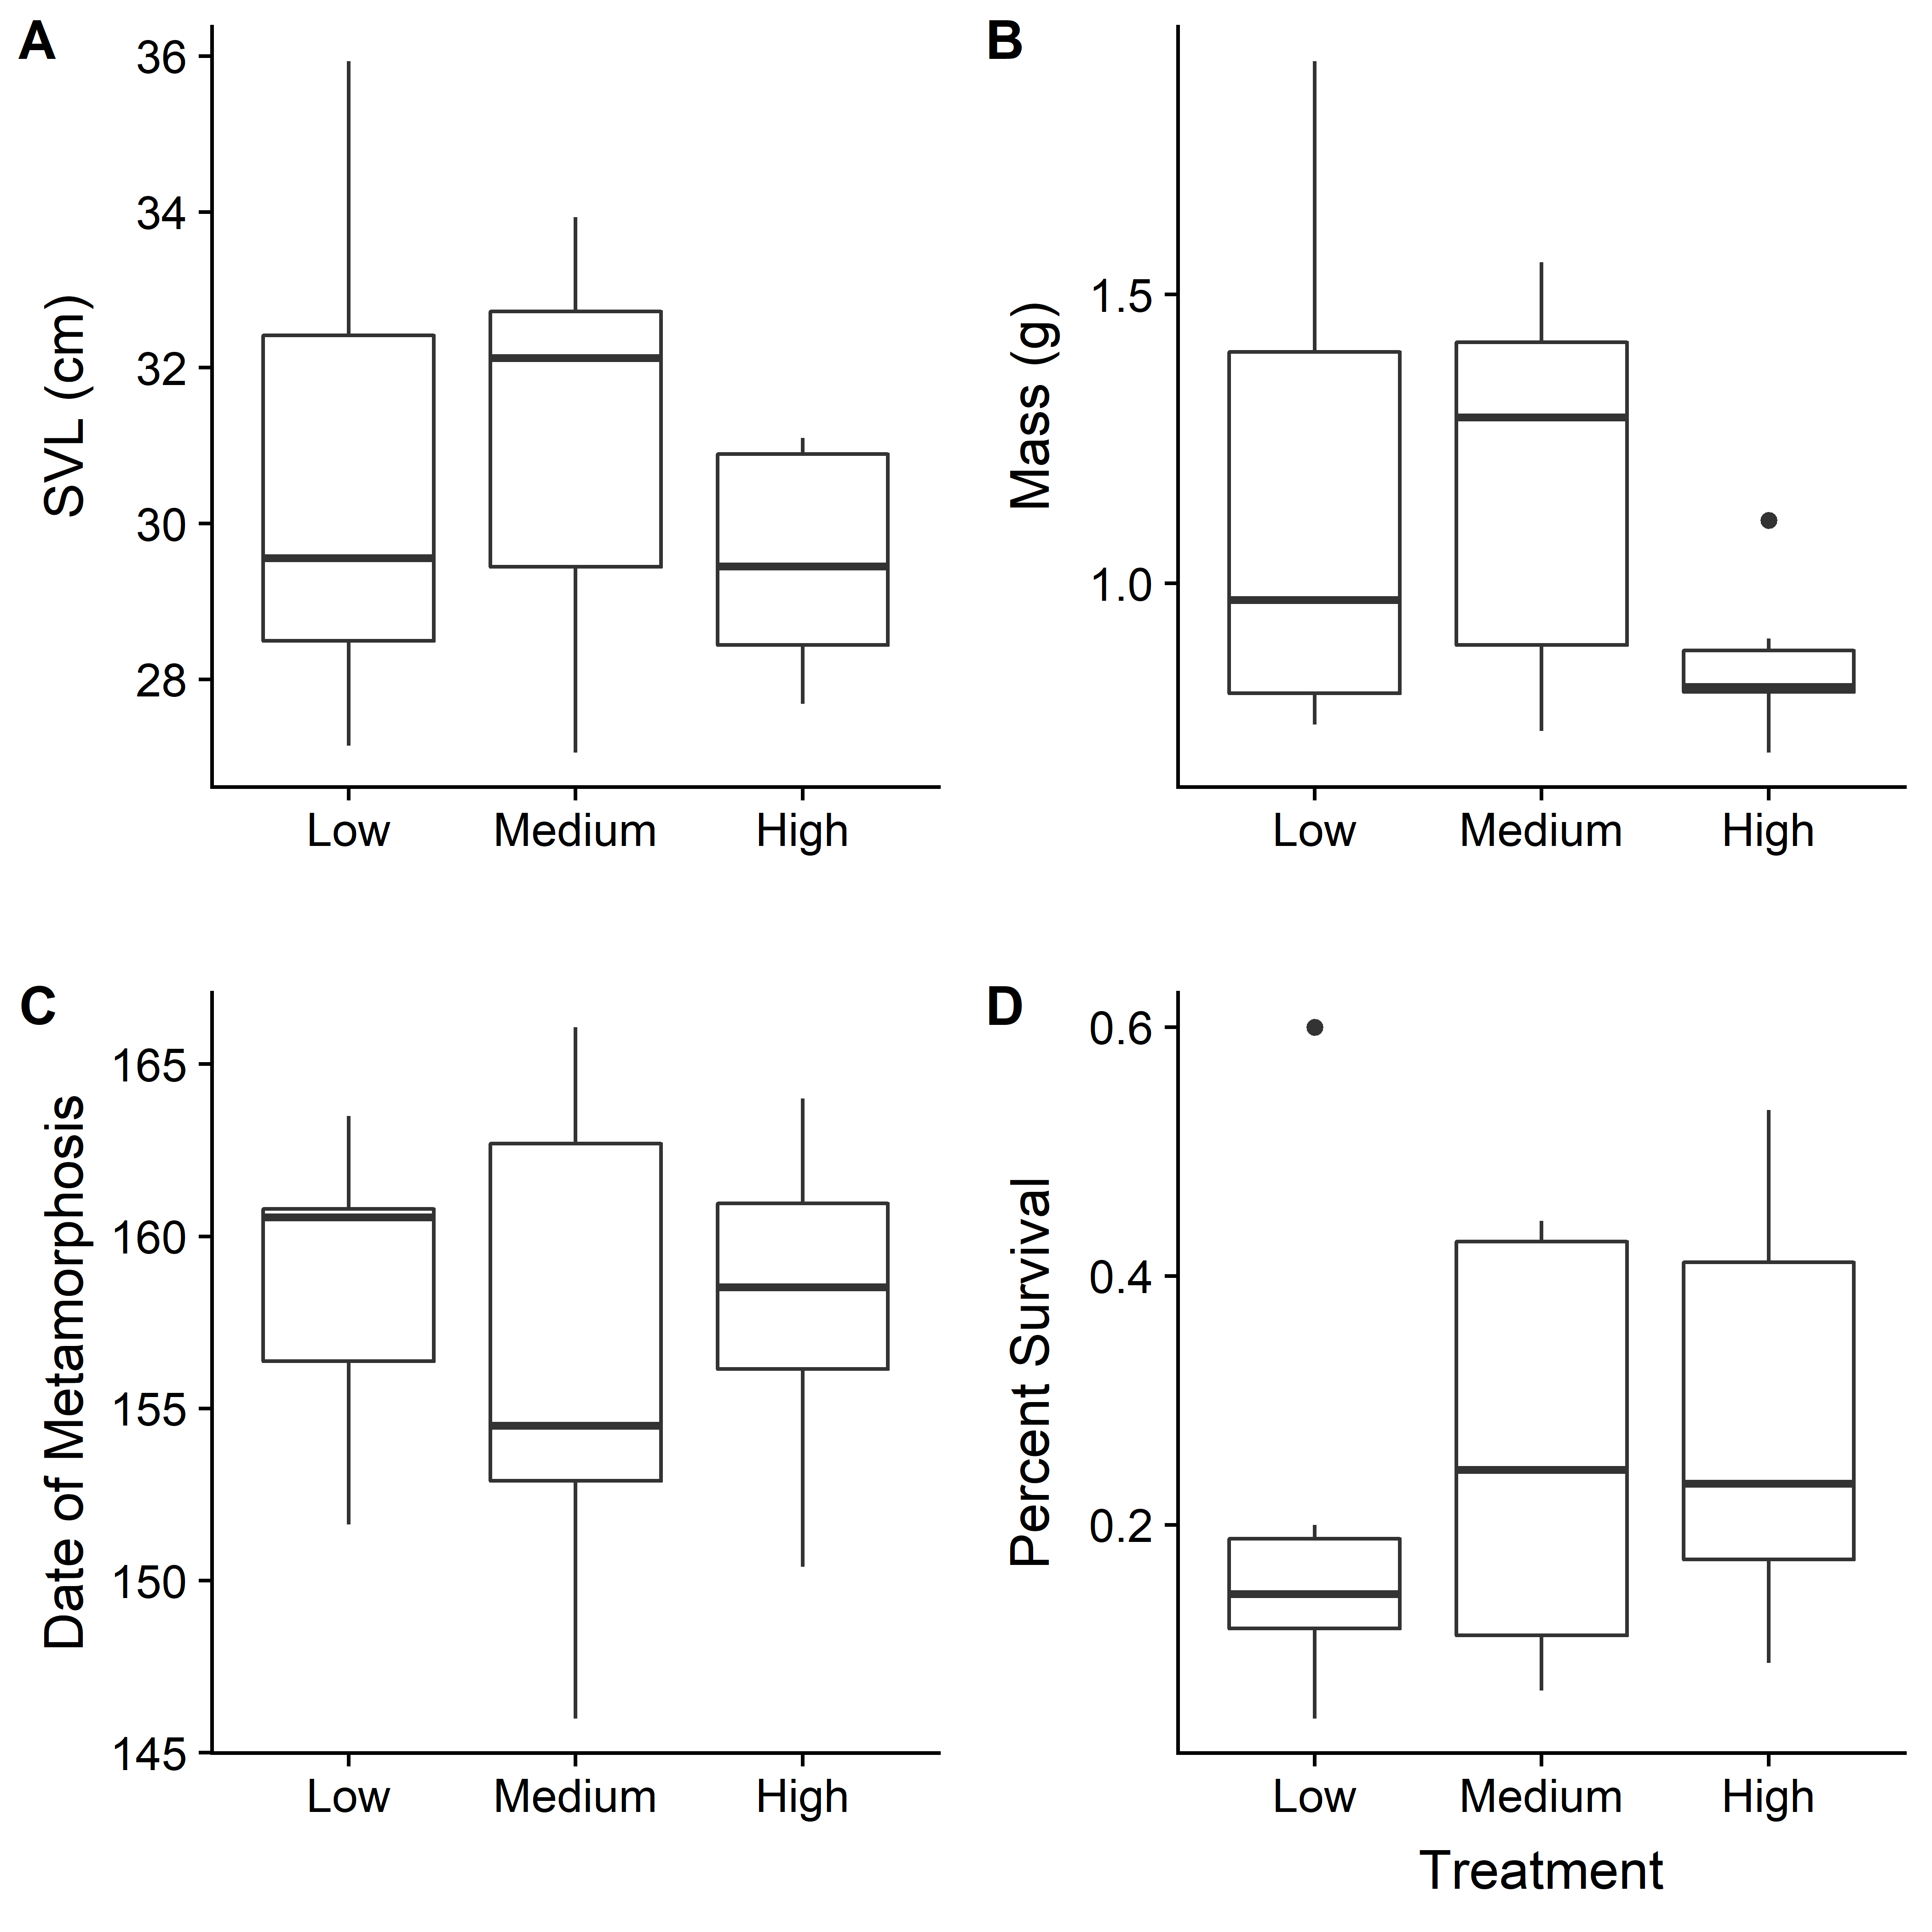 A
SVL (cm)
36
34
32
30
28
Low Medium High
B
Mass (g)
1.5
1.0
Low Medium High
C
Date of Metamorphosis
165
160
155
150
145
Low Medium High
D
Percent Survival
0.6
0.4
0.2
Low Medium High
Treatment